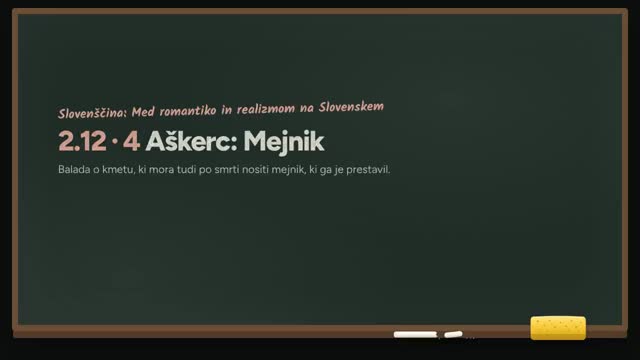 Slovenščina: Med romantiko in realizmom na Slovenskem
2.12 · 4 Aškerc: Mejnik
Balada o kmetu, ki mora tudi po smrti nositi mejnik, ki ga je prestavil.